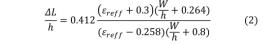 ΔL/h = 0.412 (ε_reff + 0.3)(W/h + 0.264) / (ε_reff − 0.258)(W/h + 0.8) (2)